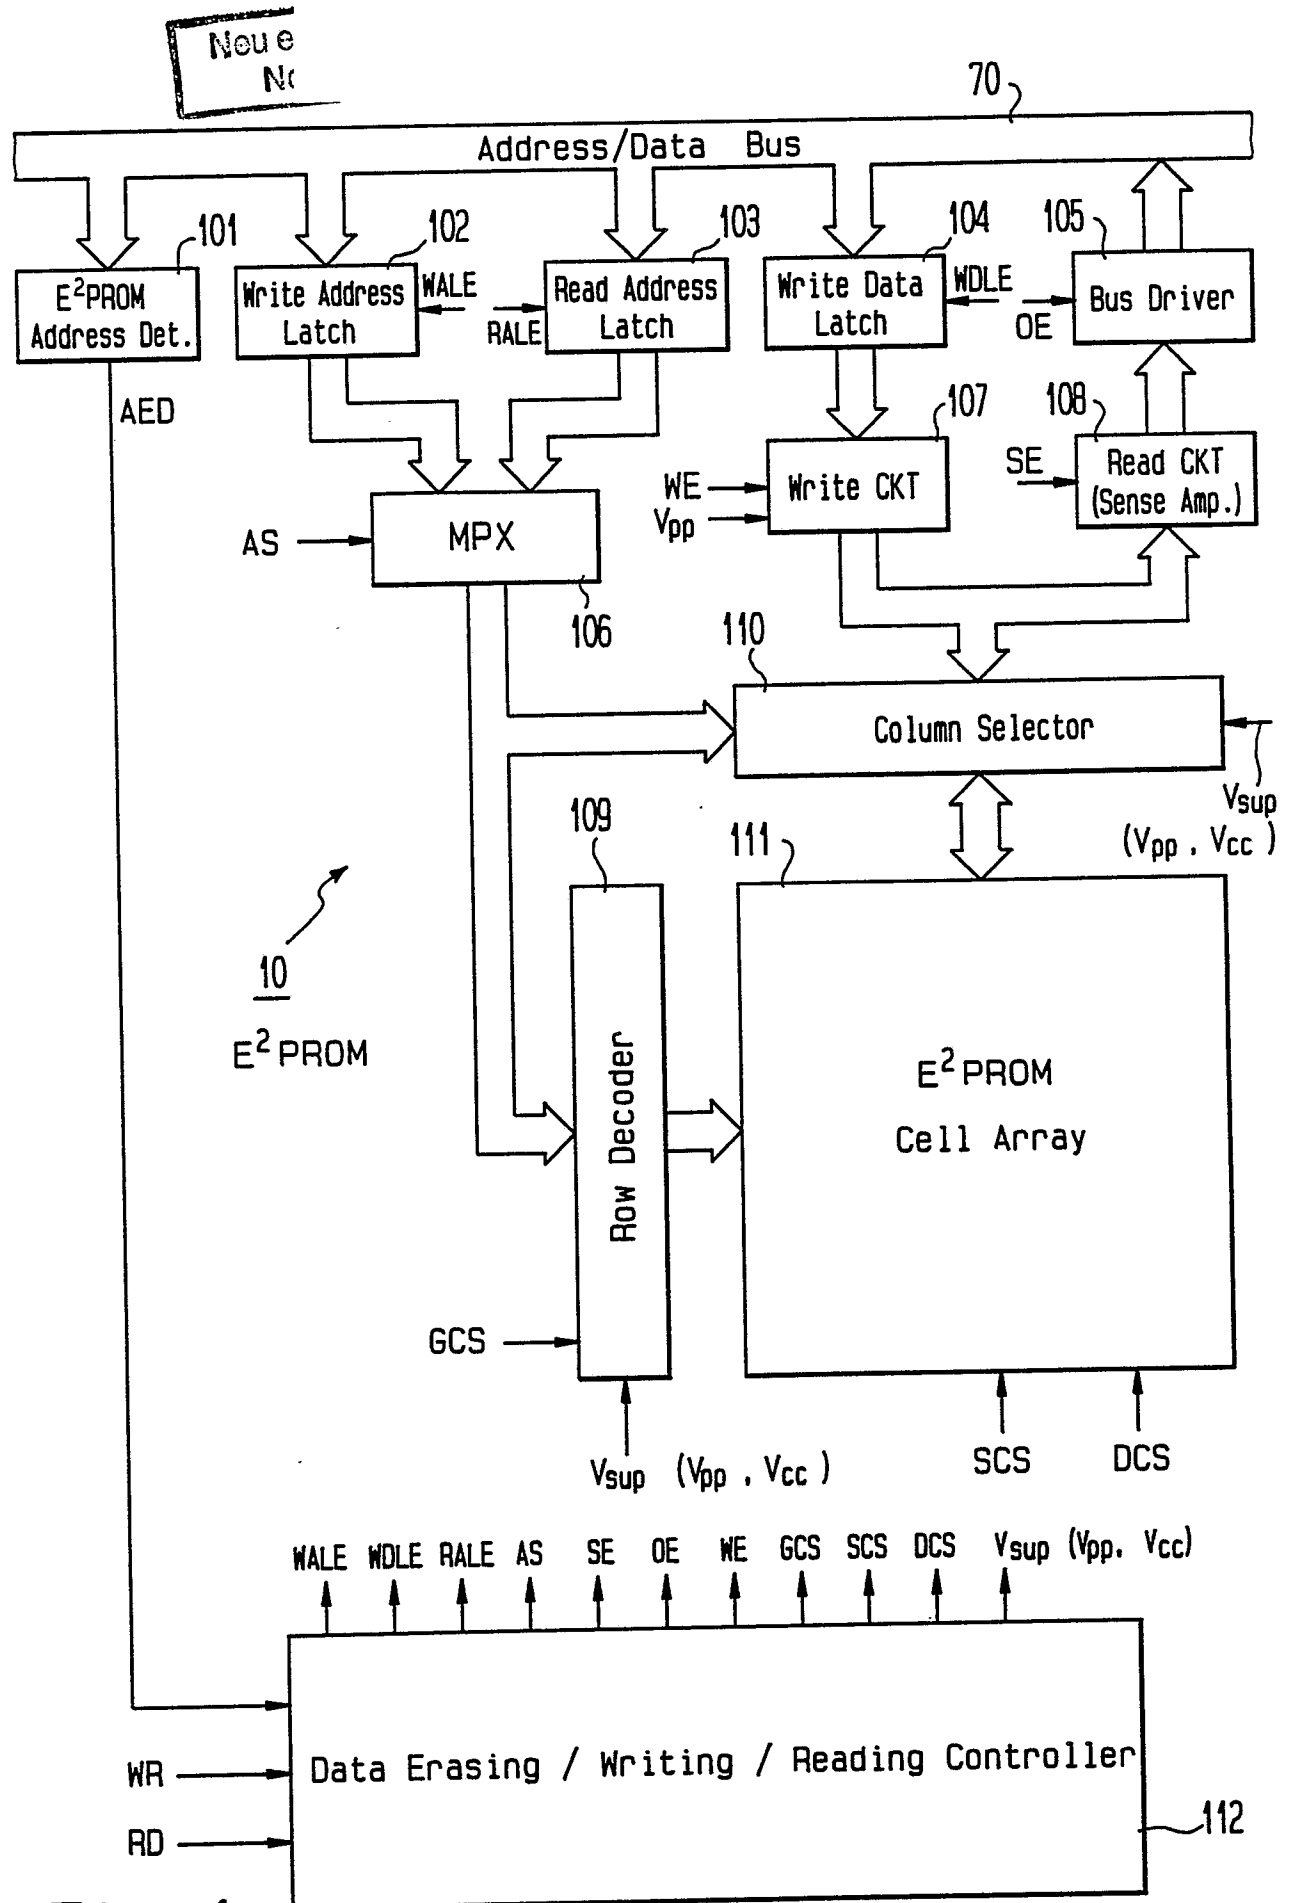 Neue
70
Address/Data Bus
101
102
103
104
105
E²PROM
Address Det.
Write Address
Latch
WALE
RALE
Read Address
Latch
Write Data
Latch
WDLE
OE
Bus Driver
AED
107
108
AS
MPX
106
WE
Vpp
Write CKT
SE
Read CKT
(Sense Amp.)
110
Column Selector
Vsup
(Vpp, Vcc)
109
111
10
E² PROM
Row Decoder
E² PROM
Cell Array
GCS
Vsup (Vpp, Vcc)
SCS
DCS
WALE WDLE RALE AS SE OE WE GCS SCS DCS Vsup (Vpp, Vcc)
WR
RD
Data Erasing / Writing / Reading Controller
112